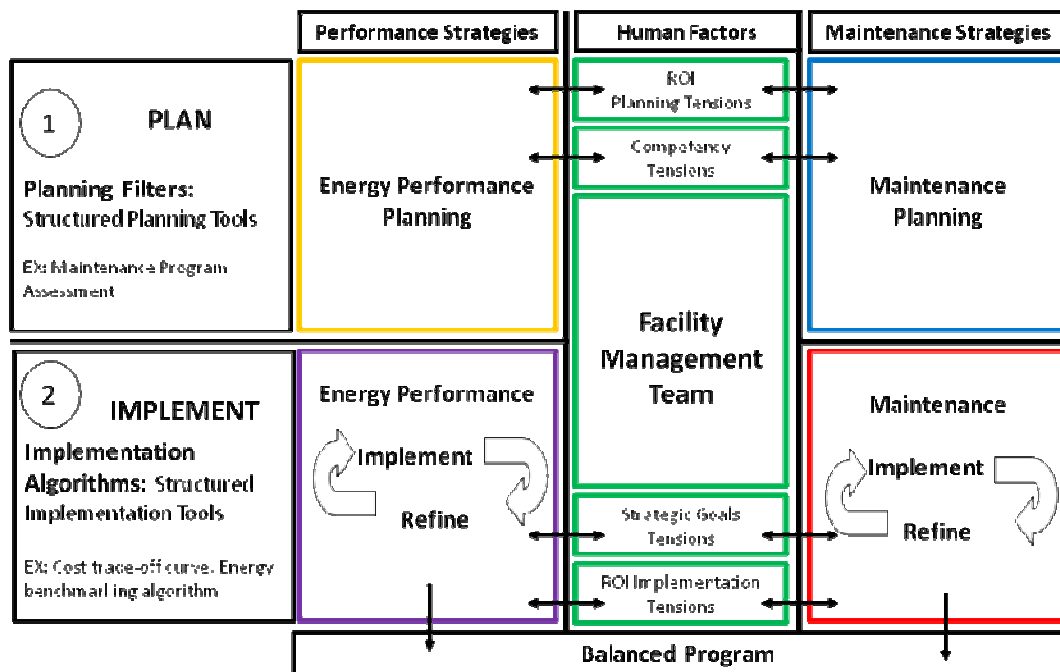 Performance Strategies
Human Factors
Maintenance Strategies
1
PLAN
Planning Filters:
Structured Planning Tools
EX: Maintenance Program
Assessment
Energy Performance
Planning
ROI
Planning Tensions
Competency
Tensions
Maintenance
Planning
Facility
Management
Team
2
IMPLEMENT
Implementation
Algorithms: Structured
Implementation Tools
EX: Cost trace-off curve. Energy
benchmarking algorithm
Energy Performance
Implement
Refine
Strategic Goals
Tensions
ROI Implementation
Tensions
Maintenance
Implement
Refine
Balanced Program